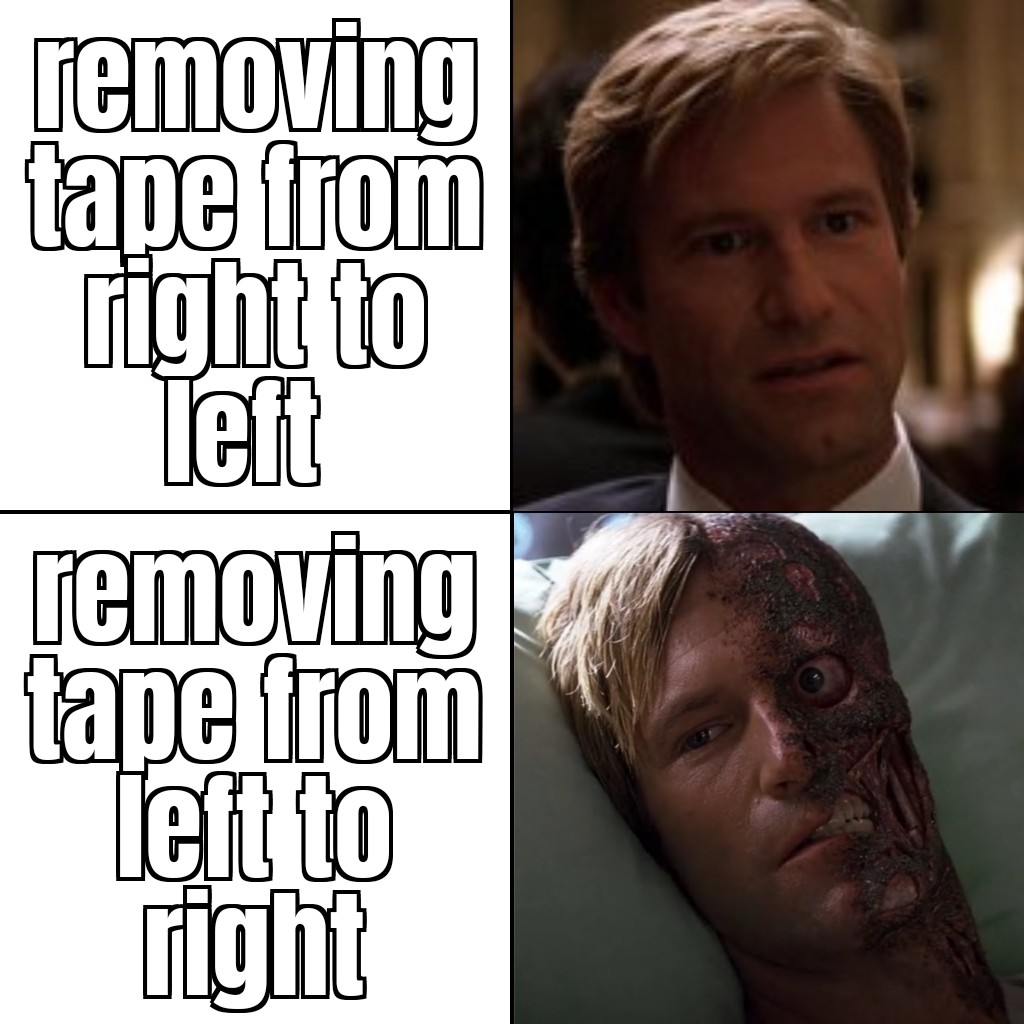 removing
tape from
right to
left
removing
tape from
left to
right